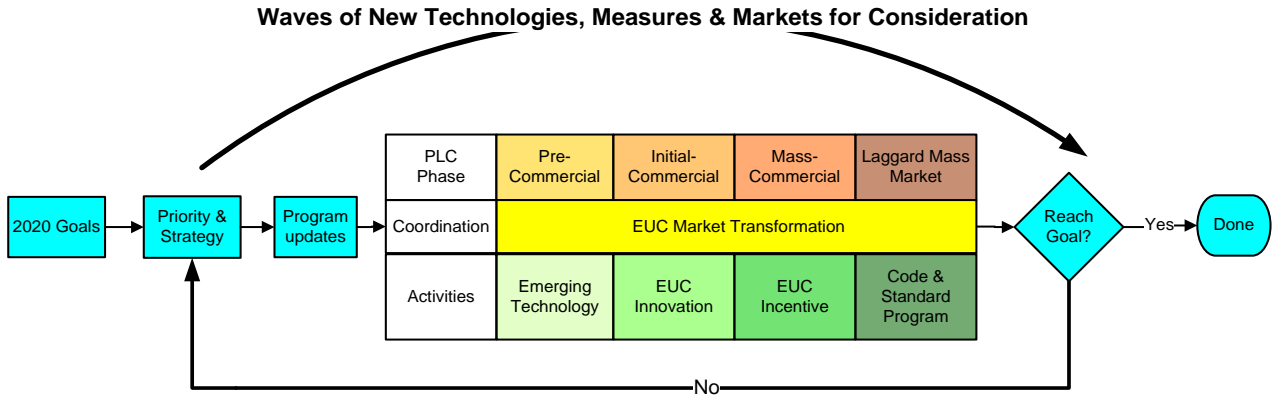 Waves of New Technologies, Measures & Markets for Consideration
2020 Goals
Priority &
Strategy
Program
updates
PLC
Phase
Pre-
Commercial
Initial-
Commercial
Mass-
Commercial
Laggard Mass
Market
Coordination
EUC Market Transformation
Activities
Emerging
Technology
EUC
Innovation
EUC
Incentive
Code &
Standard
Program
Reach
Goal?
Yes
Done
No